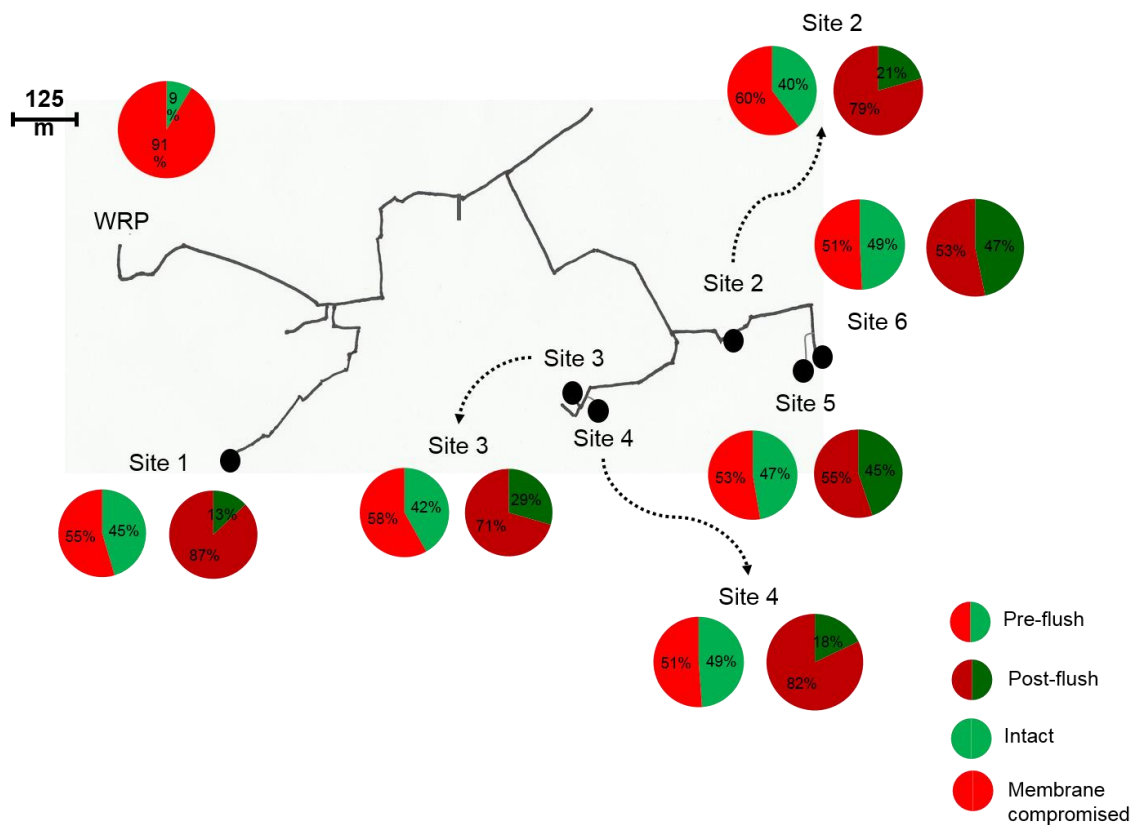 Site 2
40%
60%
21%
79%
125
m
9
%
91
%
WRP
51%
49%
53%
47%
Site 2
Site 6
Site 3
Site 5
Site 4
Site 3
Site 1
53%
47%
55%
45%
55%
45%
13%
87%
58%
42%
29%
71%
Site 4
51%
49%
18%
82%
Pre-flush
Post-flush
Intact
Membrane
compromised